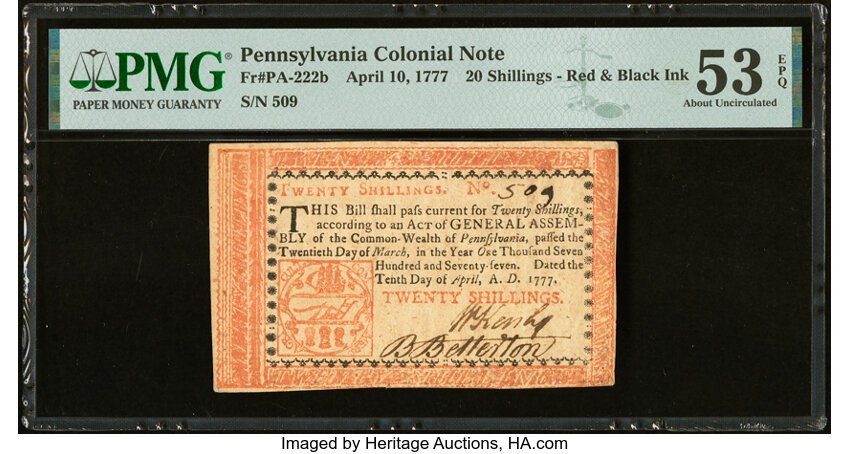 PMG®
PAPER MONEY GUARANTY
Pennsylvania Colonial Note
Fr#PA-222b April 10, 1777 20 Shillings - Red & Black Ink
S/N 509
53
EPQ
About Uncirculated
TWENTY SHILLINGS. No. 509
THIS Bill ſhall paſs current for Twenty Shillings,
according to an ACT of GENERAL ASSEM-
BLY of the Common-Wealth of Pennſylvania, paſſed the
Twentieth Day of March, in the Year One Thouſand Seven
Hundred and Seventy-ſeven. Dated the
Tenth Day of April, A. D. 1777.
TWENTY SHILLINGS.
B Betterton
Imaged by Heritage Auctions, HA.com